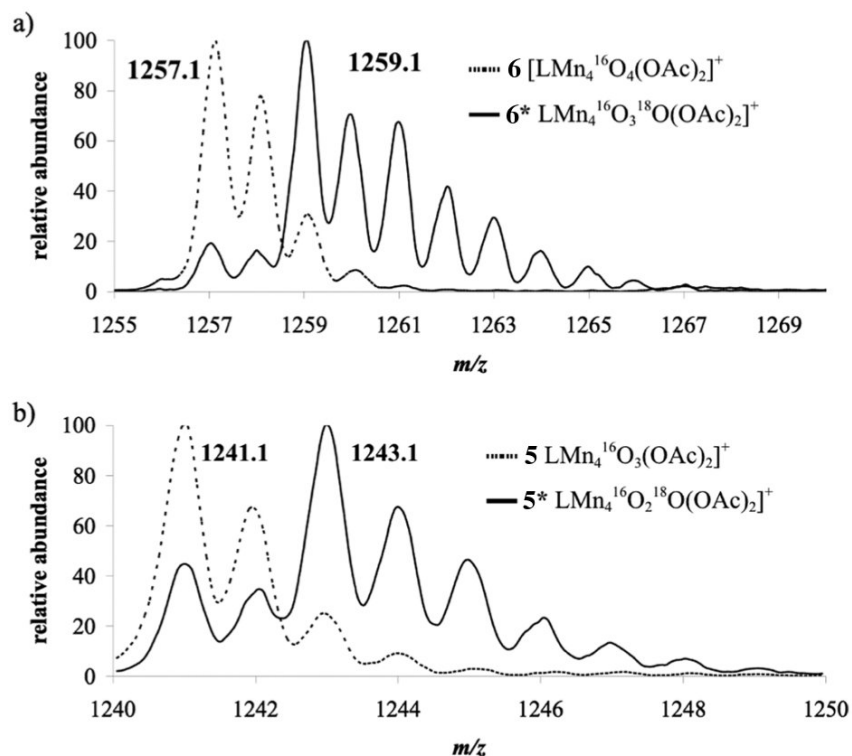 a)
relative abundance
100
80
60
40
20
0
1257.1
1259.1
6 [LMn₄¹⁶O₄(OAc)₂]⁺
6* LMn₄¹⁶O₃¹⁸O(OAc)₂]⁺
1255 1257 1259 1261 1263 1265 1267 1269
m/z
b)
relative abundance
100
80
60
40
20
0
1241.1
1243.1
5 LMn₄¹⁶O₃(OAc)₂]⁺
5* LMn₄¹⁶O₂¹⁸O(OAc)₂]⁺
1240 1242 1244 1246 1248 1250
m/z